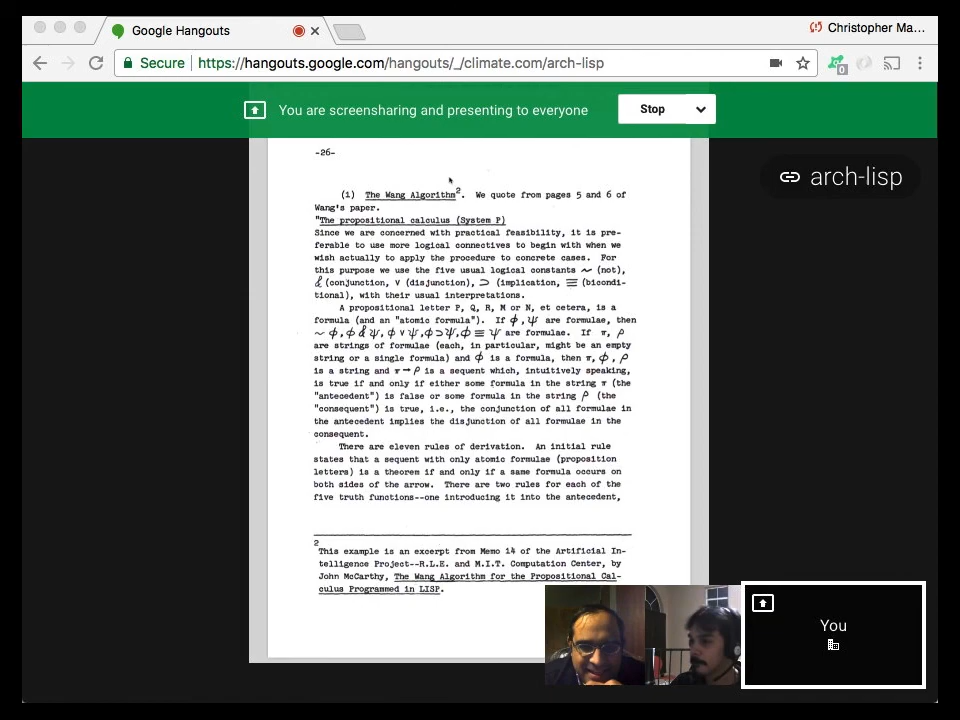 Google Hangouts
Christopher Ma...
Secure
https://hangouts.google.com/hangouts/_/climate.com/arch-lisp
0
You are screensharing and presenting to everyone
Stop
arch-lisp
-26-
(1) The Wang Algorithm2. We quote from pages 5 and 6 of
Wang's paper.
"The propositional calculus (System P)
Since we are concerned with practical feasibility, it is pre-
ferable to use more logical connectives to begin with when we
wish actually to apply the procedure to concrete cases. For
this purpose we use the five usual logical constants ~ (not),
& (conjunction, V (disjunction), ⊃ (implication, ≡ (bicondi-
tional), with their usual interpretations.
A propositional letter P, Q, R, M or N, et cetera, is a
formula (and an "atomic formula"). If ϕ,ψ are formulae, then
~ϕ,ϕ&ψ,ϕvψ,ϕ⊃ψ,ϕ≡ψ are formulae. If π, ρ
are strings of formulae (each, in particular, might be an empty
string or a single formula) and ϕ is a formula, then π,ϕ,ρ
is a string and π→ρ is a sequent which, intuitively speaking,
is true if and only if either some formula in the string π (the
"antecedent") is false or some formula in the string ρ (the
"consequent") is true, i.e., the conjunction of all formulae in
the antecedent implies the disjunction of all formulae in the
consequent.
There are eleven rules of derivation. An initial rule
states that a sequent with only atomic formulae (proposition
letters) is a theorem if and only if a same formula occurs on
both sides of the arrow. There are two rules for each of the
five truth functions--one introducing it into the antecedent,
2
This example is an excerpt from Memo 14 of the Artificial In-
telligence Project--R.L.E. and M.I.T. Computation Center, by
John McCarthy, The Wang Algorithm for the Propositional Cal-
culus Programmed in LISP.
You